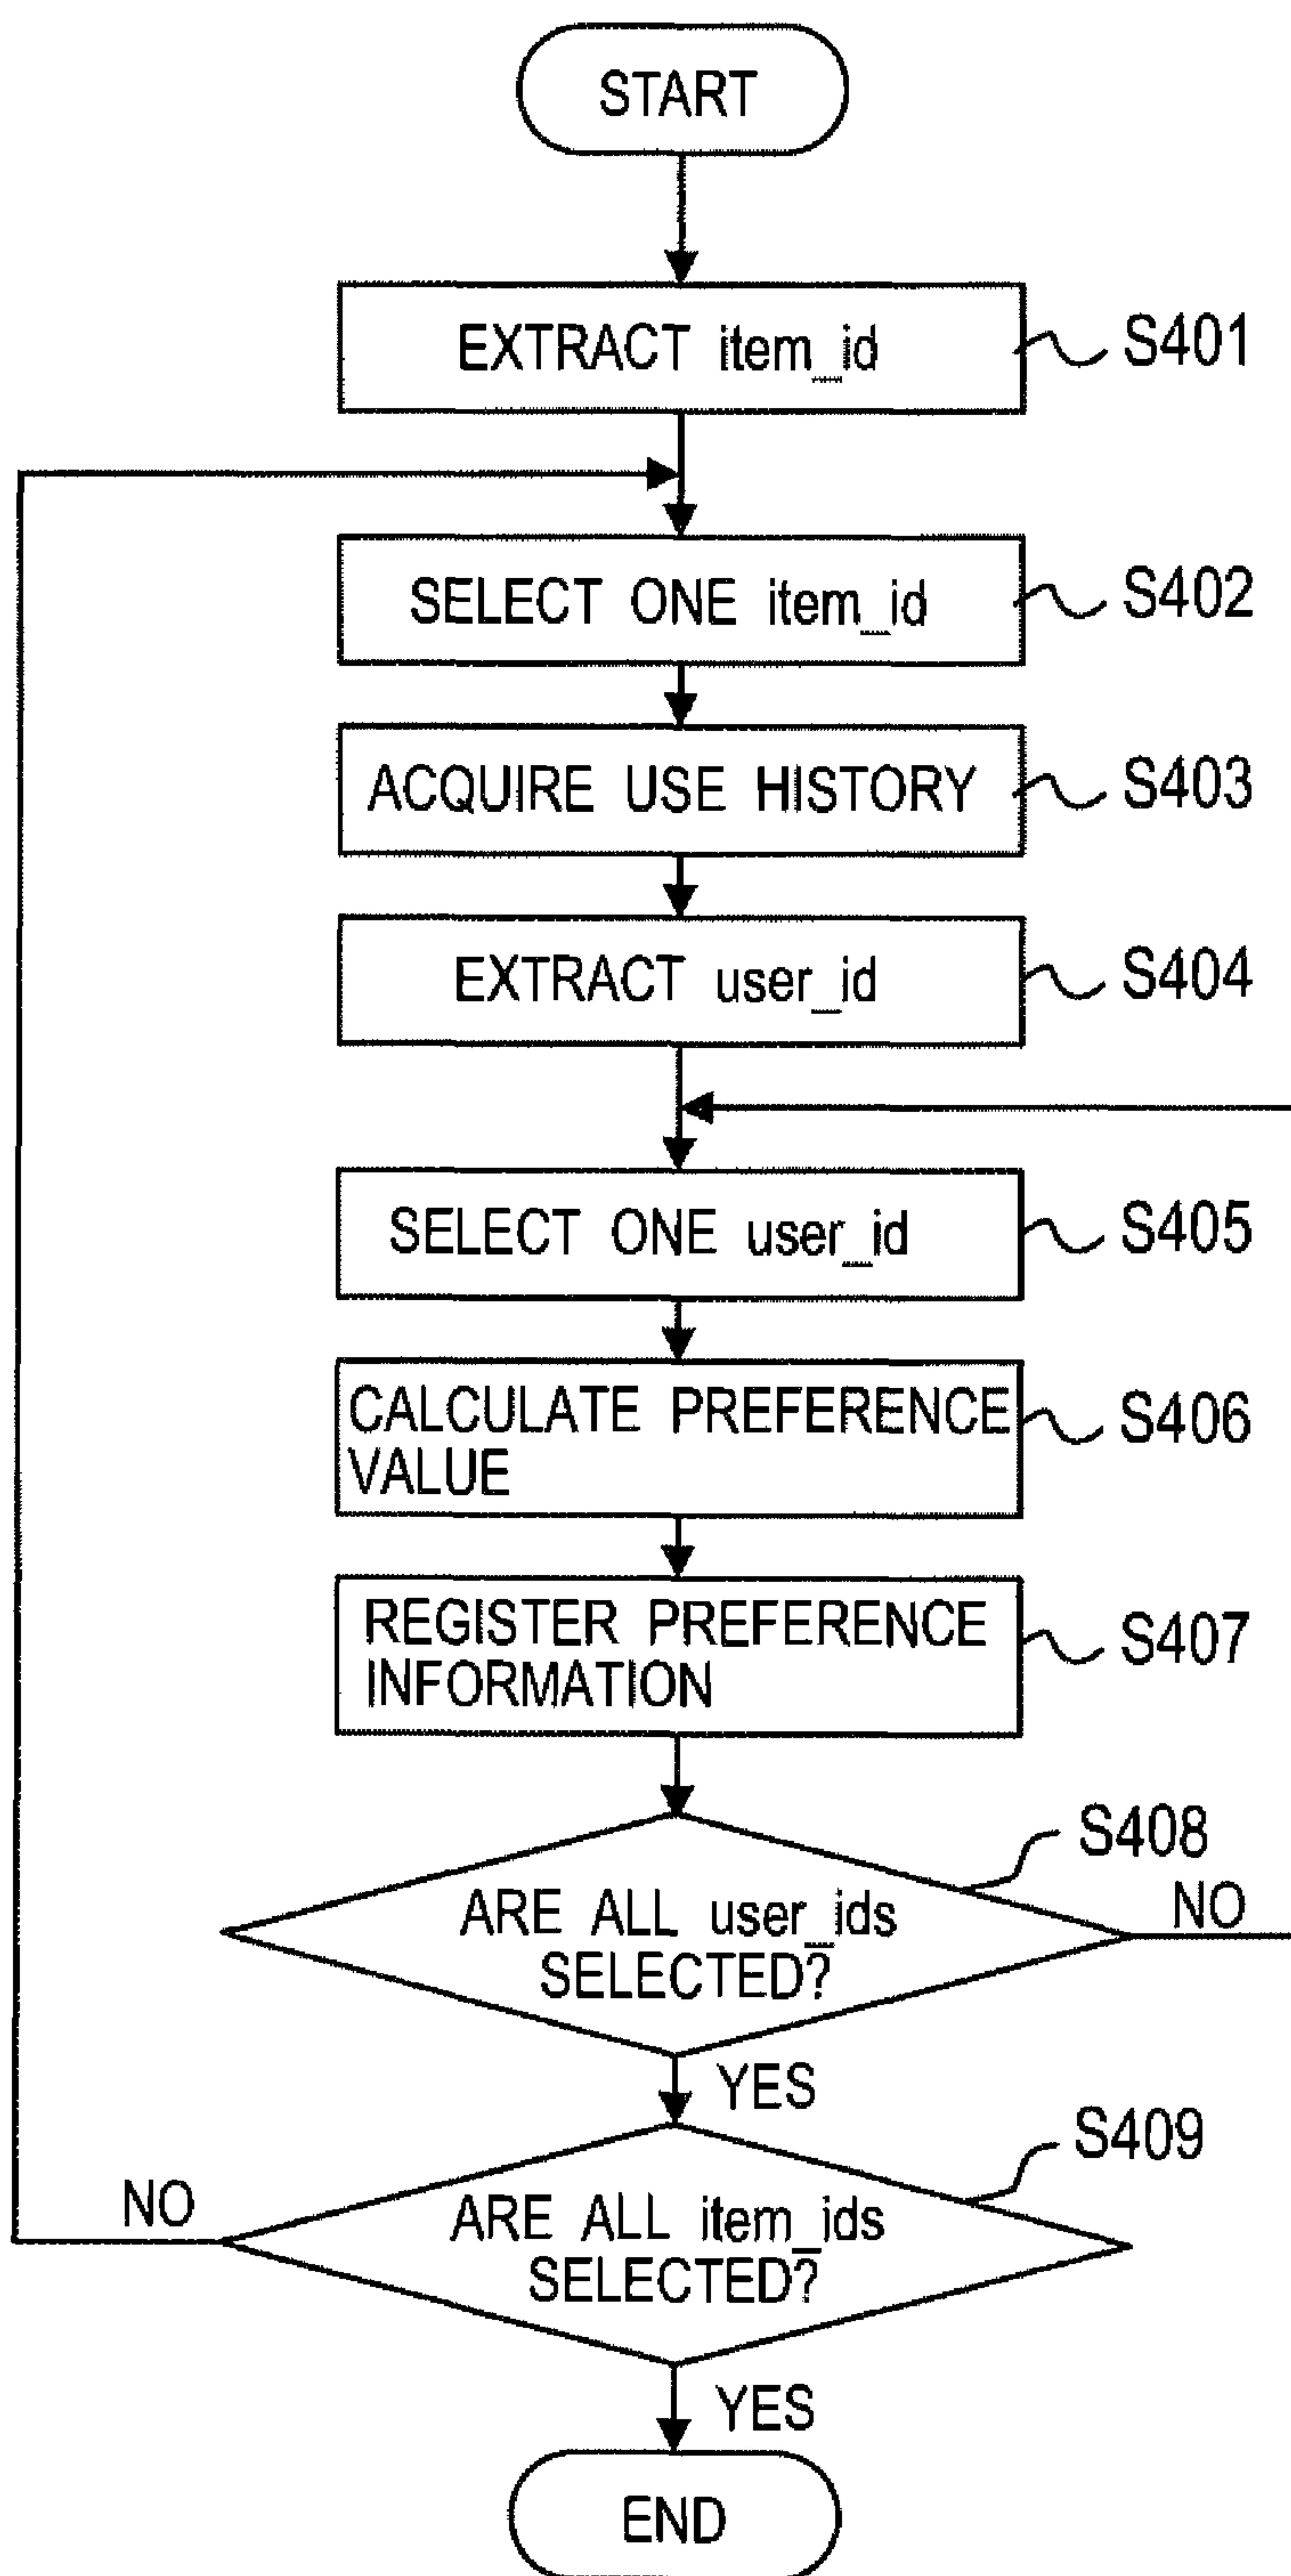 START
EXTRACT item_id
S401
SELECT ONE item_id
S402
ACQUIRE USE HISTORY
S403
EXTRACT user_id
S404
SELECT ONE user_id
S405
CALCULATE PREFERENCE
VALUE
S406
REGISTER PREFERENCE
INFORMATION
S407
S408
ARE ALL user_ids
SELECTED?
NO
YES
S409
ARE ALL item_ids
SELECTED?
NO
YES
END